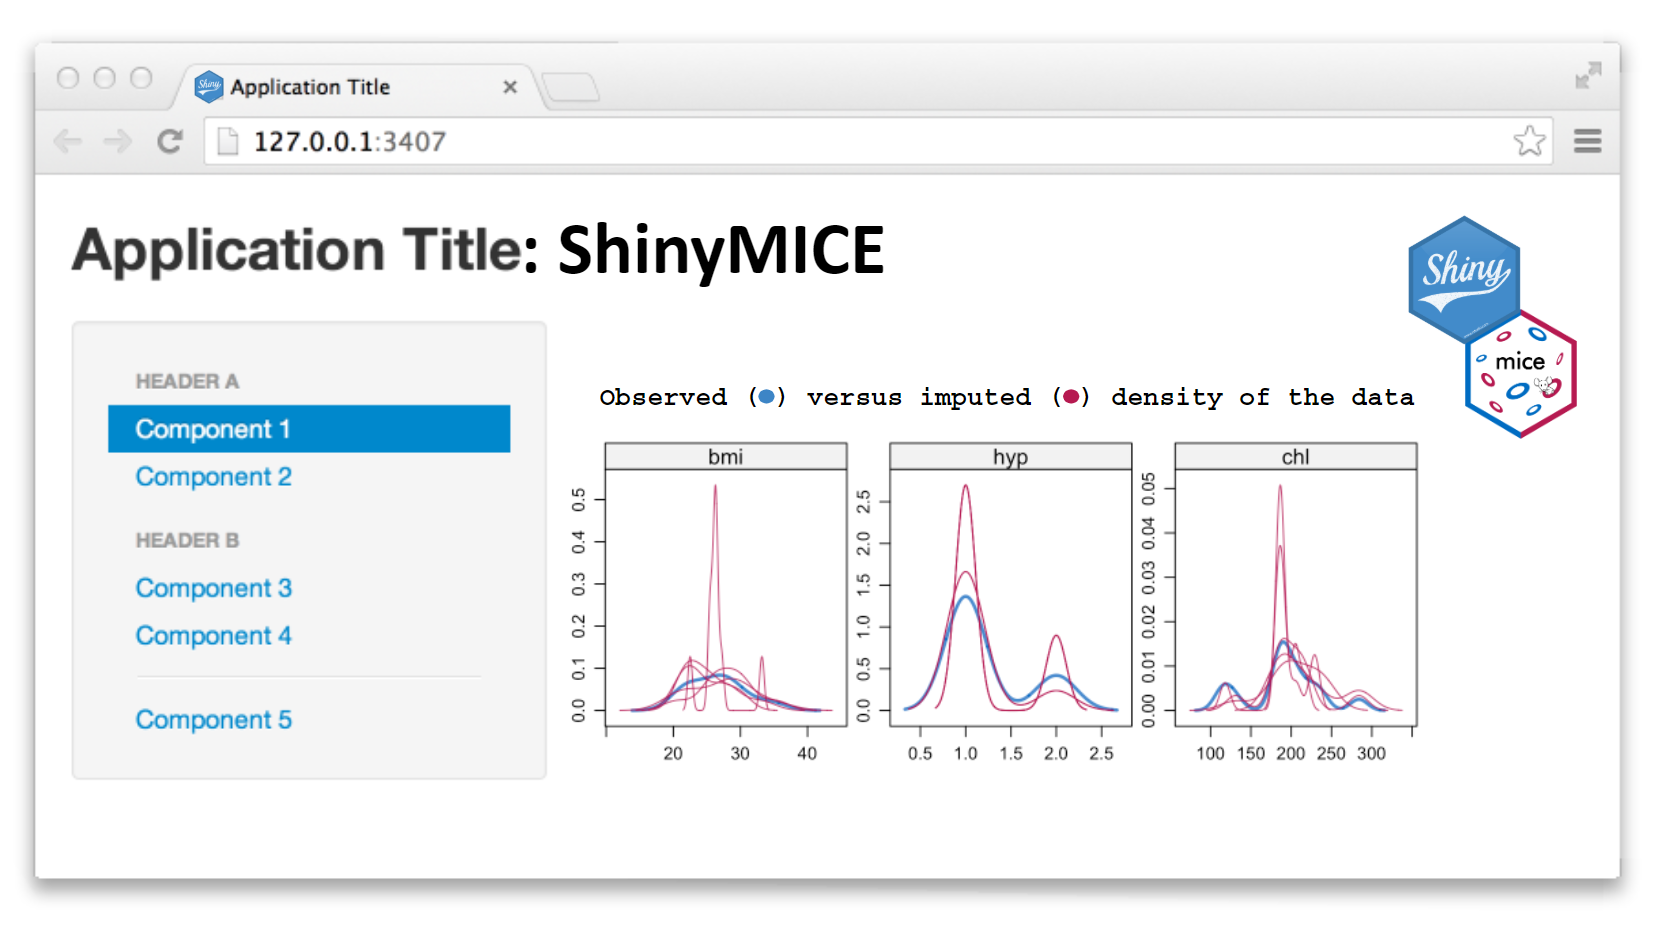 Shiny Application Title
127.0.0.1:3407
Application Title: ShinyMICE
Shiny
mice
HEADER A
Component 1
Component 2
HEADER B
Component 3
Component 4
Component 5
Observed (●) versus imputed (●) density of the data
bmi
0.5
0.4
0.3
0.2
0.1
0.0
20 30 40
hyp
2.5
2.0
1.5
1.0
0.5
0.0
0.5 1.0 1.5 2.0 2.5
chl
0.05
0.04
0.03
0.02
0.01
0.00
100 150 200 250 300